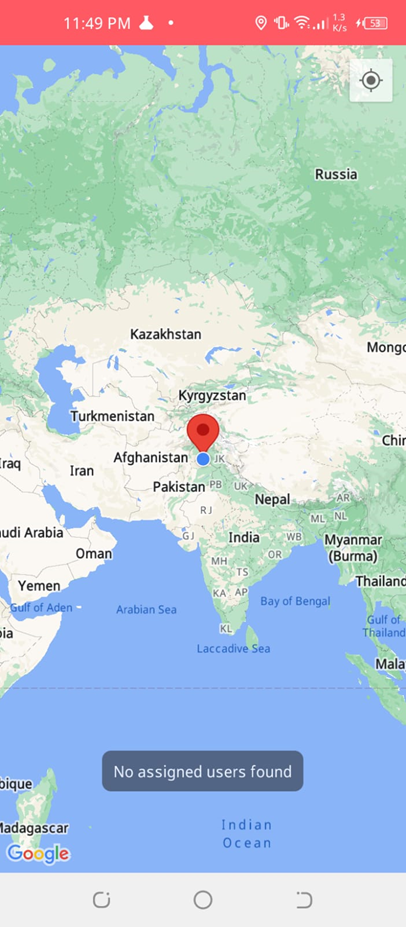 11:49 PM
1.3
K/s
53
Russia
Kazakhstan
Mongo
Kyrgyzstan
Turkmenistan
Chin
Afghanistan
JK
Iraq
Iran
Pakistan
PB
UK
Nepal
AR
RJ
NL
ML
audi Arabia
GJ
India
WB
Myanmar
(Burma)
Oman
OR
MH
TS
Thailand
Yemen
KA
AP
Gulf of Aden
Arabian Sea
Bay of Bengal
Gulf of
Thailand
KL
pia
Laccadive Sea
Mala
No assigned users found
bique
Indian
Ocean
Madagascar
Google